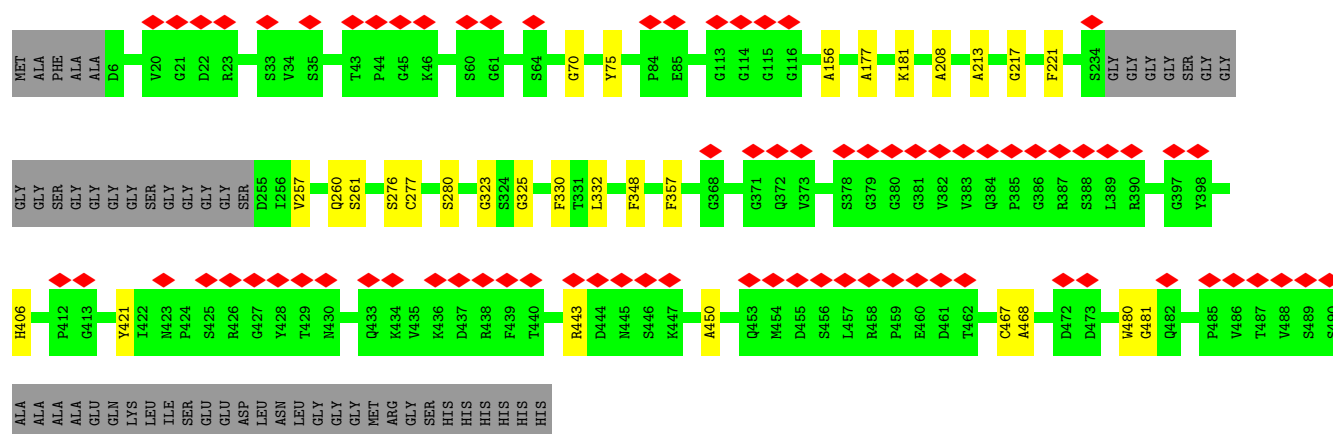 MET ALA PHE ALA ALA D6 V20 G21 D22 R23 S33 V34 S35 T43 P44 G45 K46 S60 G61 S64 G70 Y75 P84 E85 G113 G114 G115 G116 A156 A177 K181 A208 A213 G217 F221 S234 GLY GLY GLY GLY SER GLY GLY
GLY GLY SER GLY GLY GLY GLY SER GLY GLY GLY GLY SER D255 I256 V257 Q260 S261 S276 C277 S280 G323 S324 G325 F330 T331 L332 F348 F357 G368 G371 Q372 V373 S378 G379 G380 G381 V382 V383 Q384 P385 G386 R387 S388 L389 R390 G397 Y398
H406 P412 G413 Y421 I422 N423 P424 S425 R426 G427 Y428 T429 N430 Q433 K434 V435 K436 D437 R438 F439 T440 R443 D444 N445 S446 K447 A450 Q453 M454 D455 S456 L457 R458 P459 E460 D461 T462 C467 A468 D472 D473 W480 G481 Q482 P485 V486 T487 V488 S489 S490
ALA ALA ALA ALA GLU GLN LYS LEU ILE SER GLU GLU ASP LEU ASN LEU GLY GLY GLY MET ARG GLY SER HIS HIS HIS HIS HIS HIS